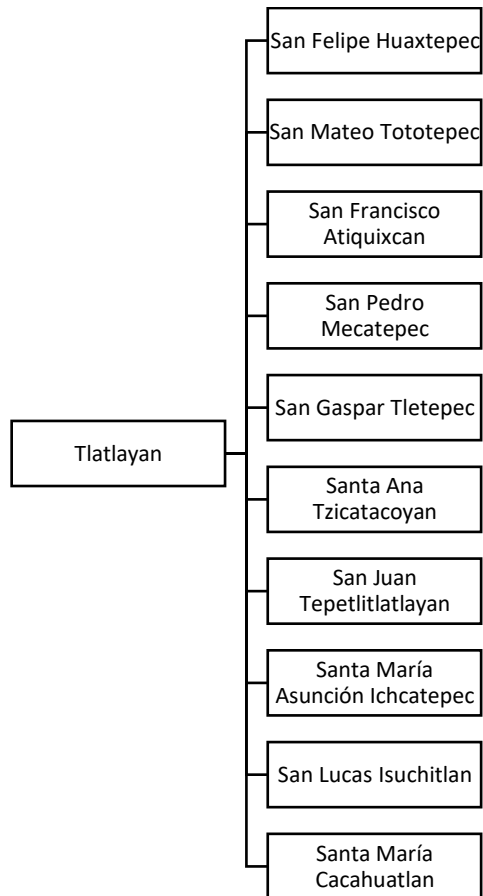 San Felipe Huaxtepec
San Mateo Tototepec
San Francisco
Atiquixcan
San Pedro
Mecatepec
San Gaspar Tletepec
Tlatlayan
Santa Ana
Tzicatacoyan
San Juan
Tepetlitlatlayan
Santa María
Asunción Ichcatepec
San Lucas Isuchitlan
Santa María
Cacahuatlan